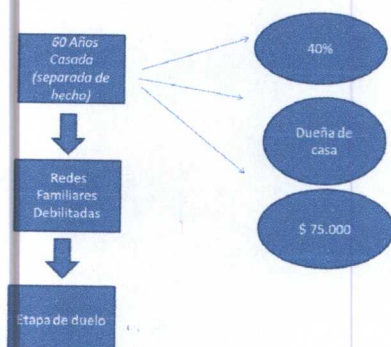 60 Años
Casada
(separada de
hecho)
40%
Dueña de
casa
Redes
Familiares
Debilitadas
$ 75.000
Etapa de duelo